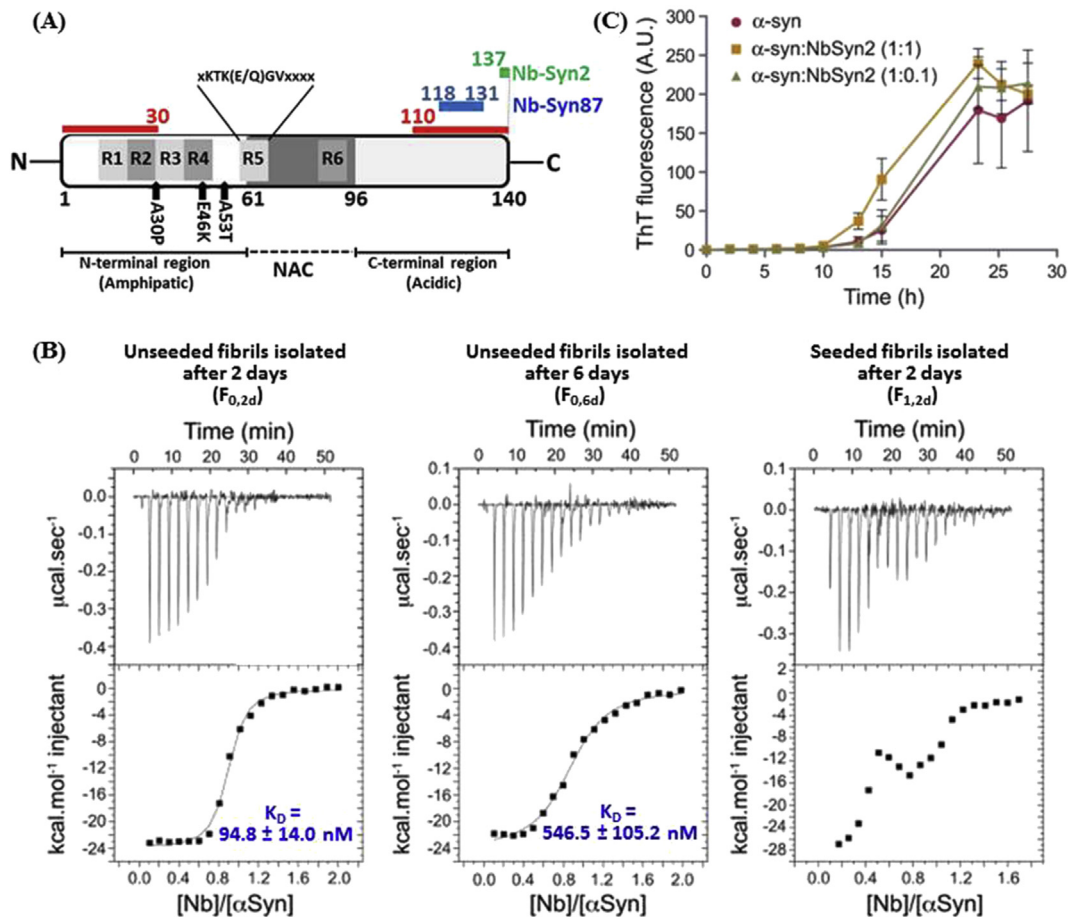 (A)
xKTK(E/Q)GVxxxx
137
Nb-Syn2
118 131
Nb-Syn87
30
110
N
R1 R2 R3 R4 R5 R6
C
1 61 96 140
A30P
E46K
A53T
N-terminal region
(Amphipatic)
NAC
C-terminal region
(Acidic)
(C)
ThT fluorescence (A.U.)
300
250
200
150
100
50
0
α-syn
α-syn:NbSyn2 (1:1)
α-syn:NbSyn2 (1:0.1)
0 5 10 15 20 25 30
Time (h)
(B)
Unseeded fibrils isolated
after 2 days
(F0,2d)
Time (min)
0 10 20 30 40 50
µcal.sec-1
0.0
-0.1
-0.2
-0.3
-0.4
kcal.mol-1 injectant
0
-4
-8
-12
-16
-20
-24
KD =
94.8 ± 14.0 nM
0.0 0.4 0.8 1.2 1.6 2.0
[Nb]/[αSyn]
Unseeded fibrils isolated
after 6 days
(F0,6d)
Time (min)
0 10 20 30 40 50
µcal.sec-1
0.1
0.0
-0.1
-0.2
-0.3
-0.4
kcal.mol-1 injectant
0
-4
-8
-12
-16
-20
-24
KD =
546.5 ± 105.2 nM
0.0 0.4 0.8 1.2 1.6 2.0
[Nb]/[αSyn]
Seeded fibrils isolated
after 2 days
(F1,2d)
Time (min)
0 10 20 30 40 50
µcal.sec-1
0.1
0.0
-0.1
-0.2
-0.3
kcal.mol-1 injectant
2
0
-4
-8
-12
-16
-20
-24
-28
0.0 0.4 0.8 1.2 1.6
[Nb]/[αSyn]